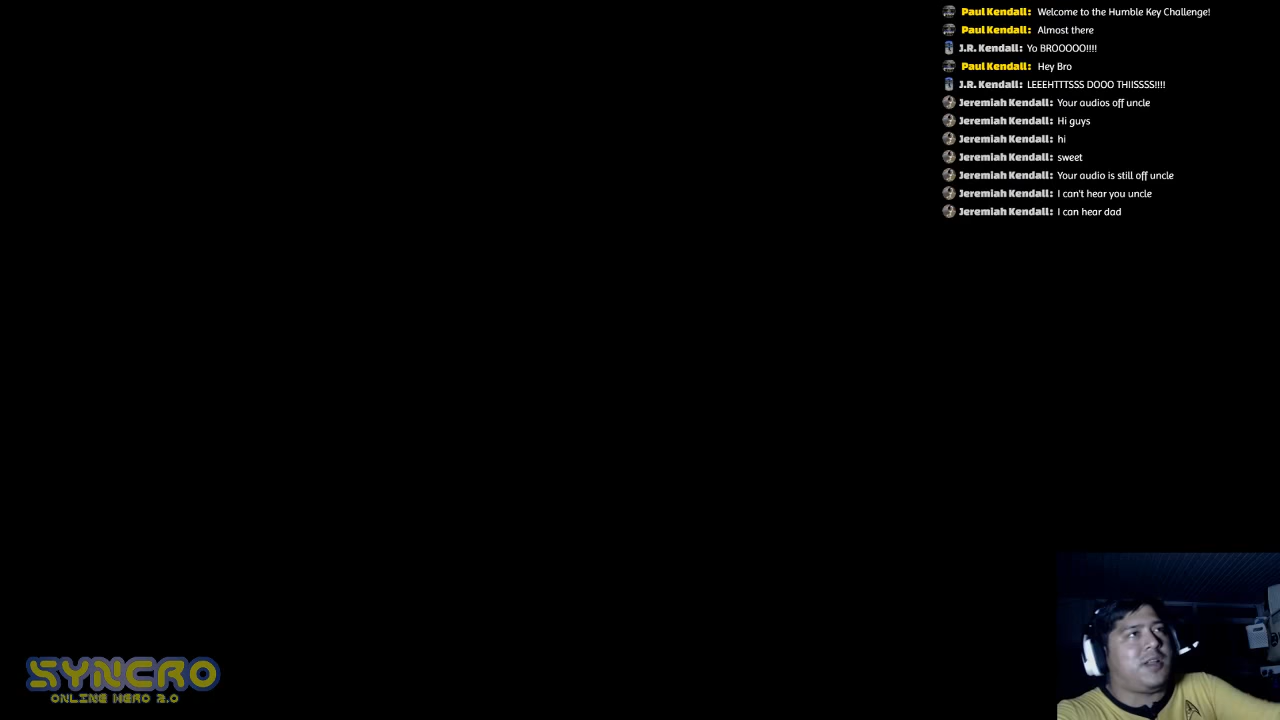 Paul Kendall: Welcome to the Humble Key Challenge!
Paul Kendall: Almost there
J.R. Kendall: Yo BROOOOO!!!!
Paul Kendall: Hey Bro
J.R. Kendall: LEEEHTTTSSS DOOO THIISSSS!!!!
Jeremiah Kendall: Your audios off uncle
Jeremiah Kendall: Hi guys
Jeremiah Kendall: hi
Jeremiah Kendall: sweet
Jeremiah Kendall: Your audio is still off uncle
Jeremiah Kendall: I can't hear you uncle
Jeremiah Kendall: I can hear dad
SYNCRO
ONLINE HERO 2.0